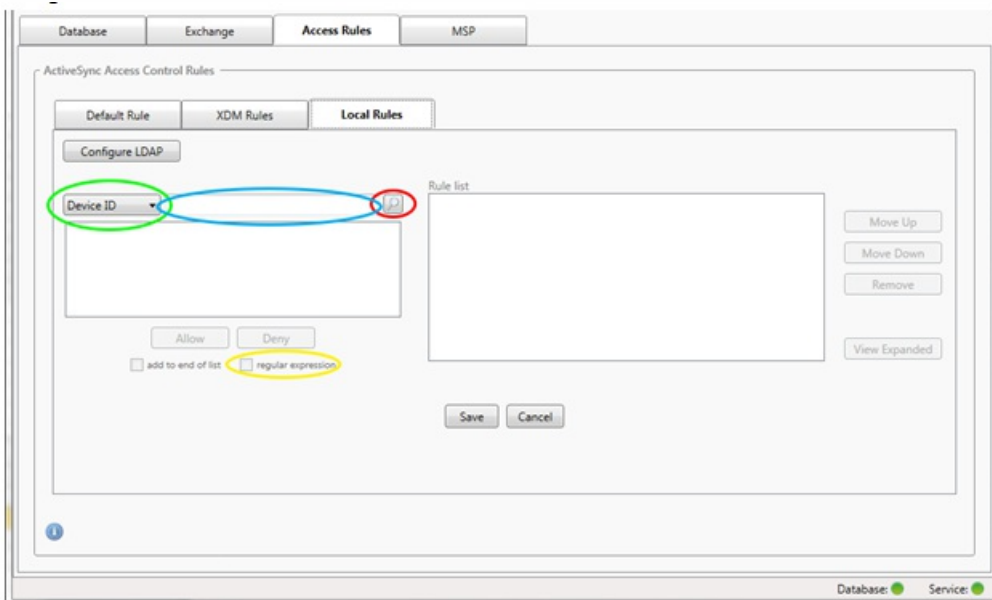 Database Exchange Access Rules MSP
ActiveSync Access Control Rules
Default Rule XDM Rules Local Rules
Configure LDAP
Rule list
Device ID
Move Up
Move Down
Remove
Allow Deny
View Expanded
add to end of list regular expression
Save Cancel
Database: Service: